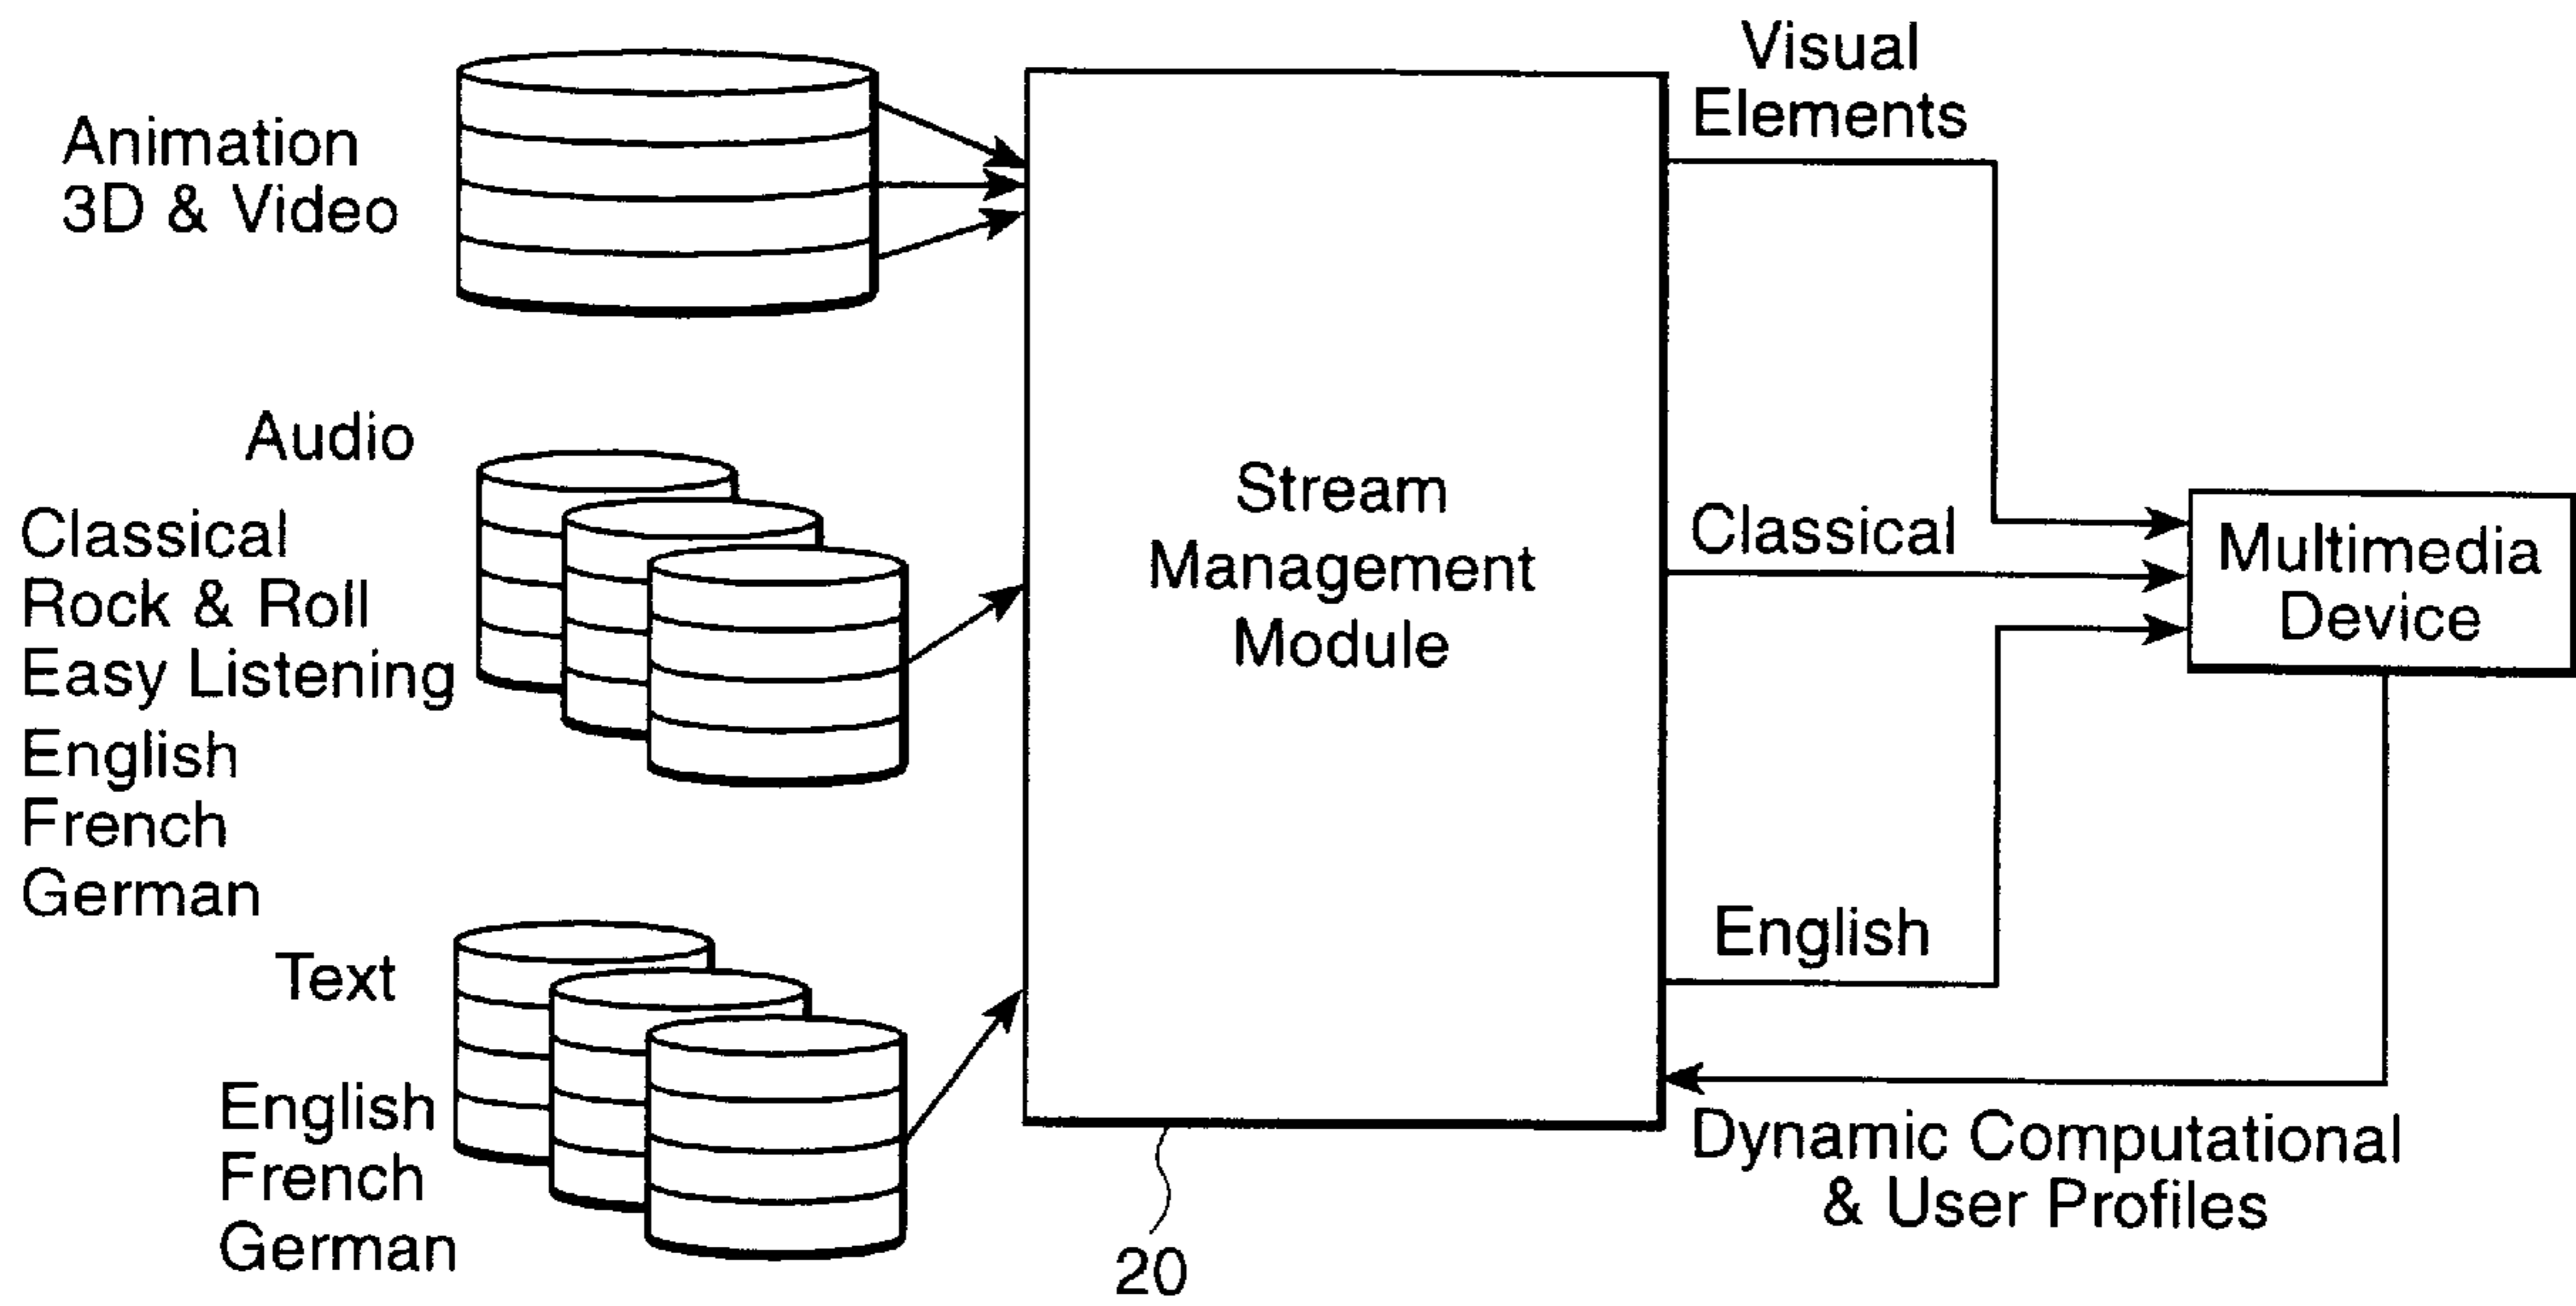 Animation
3D & Video
Audio
Classical
Rock & Roll
Easy Listening
English
French
German
Text
English
French
German
Stream
Management
Module
20
Visual
Elements
Classical
English
Multimedia
Device
Dynamic Computational
& User Profiles